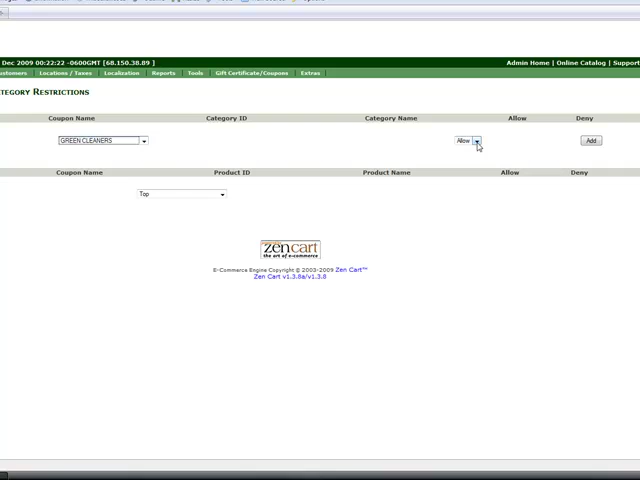 Dec 2009 00:22:22 -0600GMT [68.150.38.89 ] Admin Home | Online Catalog | Support
ustomers Locations / Taxes Localization Reports Tools Gift Certificate/Coupons Extras
ATEGORY RESTRICTIONS
Coupon Name Category ID Category Name Allow Deny
GREEN CLEANERS Allow Add
Coupon Name Product ID Product Name Allow Deny
Top
zencart
the art of e-commerce
E-Commerce Engine Copyright © 2003-2009 Zen Cart™
Zen Cart v1.3.8a/v1.3.8